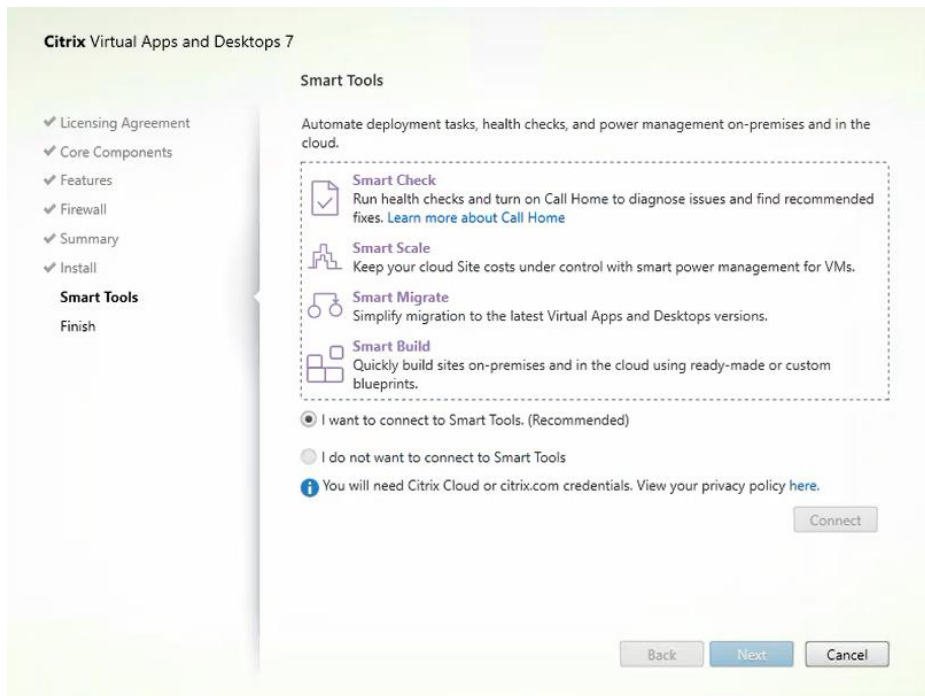 Citrix Virtual Apps and Desktops 7
Smart Tools
Licensing Agreement
Core Components
Features
Firewall
Summary
Install
Smart Tools
Finish
Automate deployment tasks, health checks, and power management on-premises and in the
cloud.
Smart Check
Run health checks and turn on Call Home to diagnose issues and find recommended
fixes. Learn more about Call Home
Smart Scale
Keep your cloud Site costs under control with smart power management for VMs.
Smart Migrate
Simplify migration to the latest Virtual Apps and Desktops versions.
Smart Build
Quickly build sites on-premises and in the cloud using ready-made or custom
blueprints.
I want to connect to Smart Tools. (Recommended)
I do not want to connect to Smart Tools
You will need Citrix Cloud or citrix.com credentials. View your privacy policy here.
Connect
Back Next Cancel